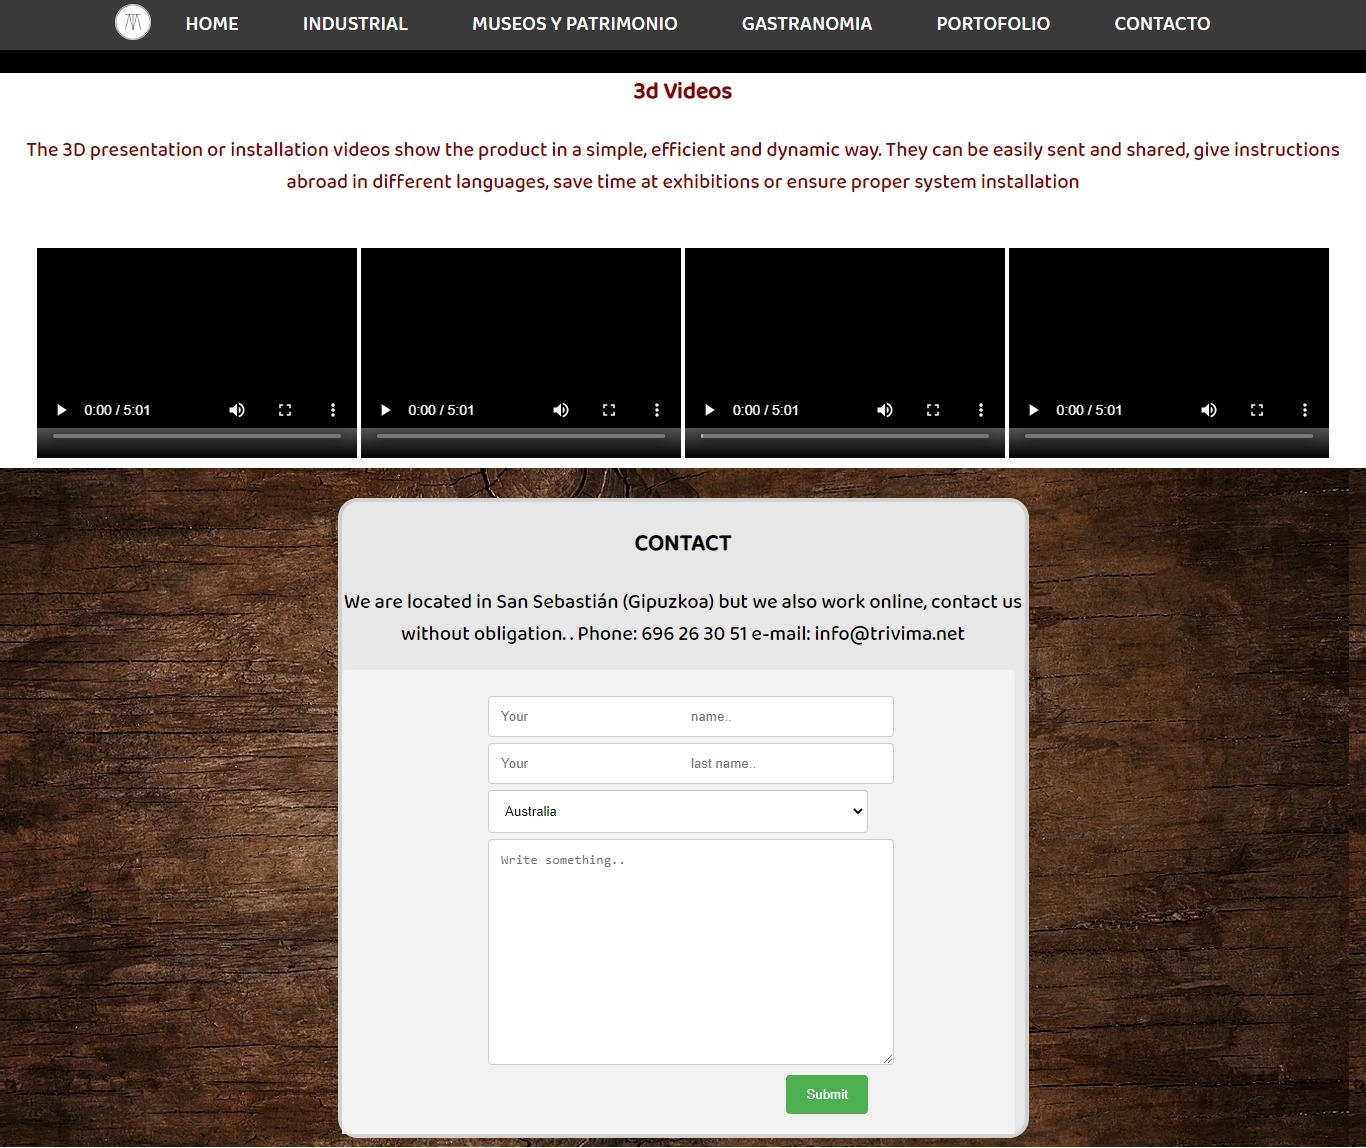 HOME INDUSTRIAL MUSEOS Y PATRIMONIO GASTRANOMIA PORTOFOLIO CONTACTO
3d Videos
The 3D presentation or installation videos show the product in a simple, efficient and dynamic way. They can be easily sent and shared, give instructions
abroad in different languages, save time at exhibitions or ensure proper system installation
0:00 / 5:01 0:00 / 5:01 0:00 / 5:01 0:00 / 5:01
CONTACT
We are located in San Sebastián (Gipuzkoa) but we also work online, contact us
without obligation. . Phone: 696 26 30 51 e-mail: info@trivima.net
Your name..
Your last name..
Australia
Write something..
Submit